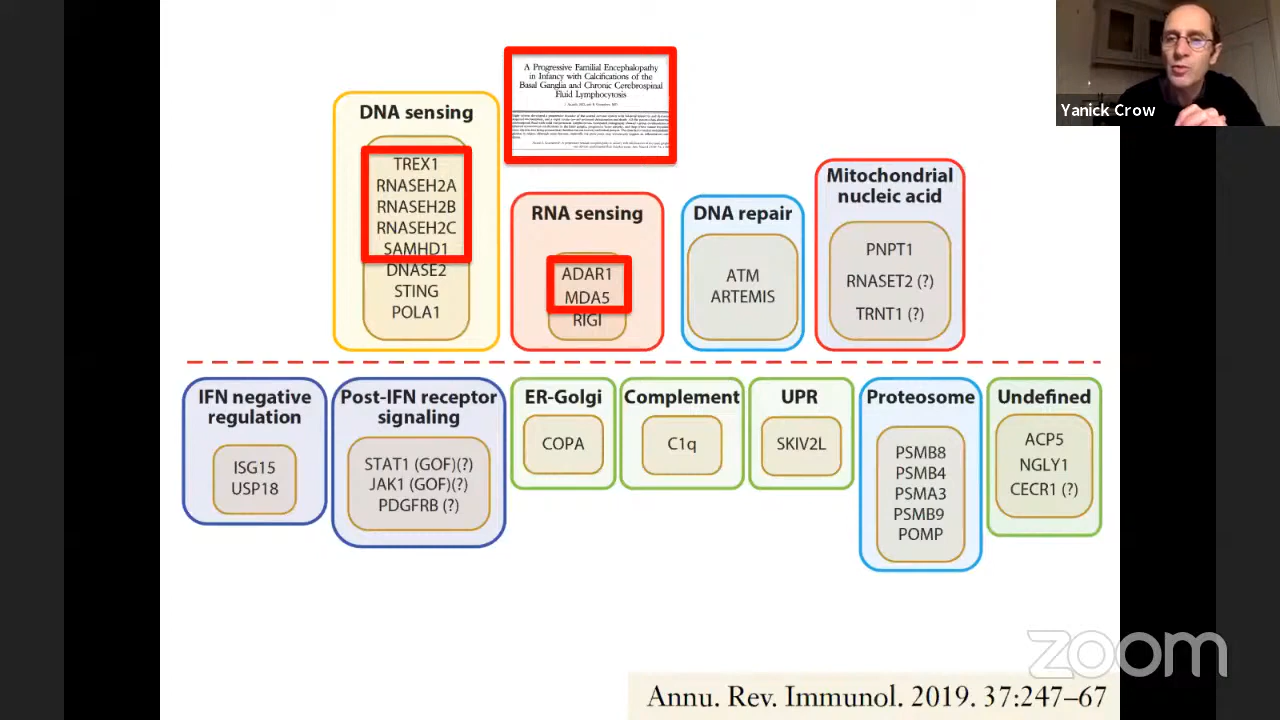 A Progressive Familial Encephalopathy
in Infancy with Calcifications of the
Basal Ganglia and Chronic Cerebrospinal
Fluid Lymphocytosis
Yanick Crow
DNA sensing
TREX1
RNASEH2A
RNASEH2B
RNASEH2C
SAMHD1
DNASE2
STING
POLA1
RNA sensing
ADAR1
MDA5
RIGI
DNA repair
ATM
ARTEMIS
Mitochondrial
nucleic acid
PNPT1
RNASET2 (?)
TRNT1 (?)
IFN negative
regulation
ISG15
USP18
Post-IFN receptor
signaling
STAT1 (GOF)(?)
JAK1 (GOF)(?)
PDGFRB (?)
ER-Golgi
COPA
Complement
C1q
UPR
SKIV2L
Proteosome
PSMB8
PSMB4
PSMA3
PSMB9
POMP
Undefined
ACP5
NGLY1
CECR1 (?)
zoom
Annu. Rev. Immunol. 2019. 37:247–67